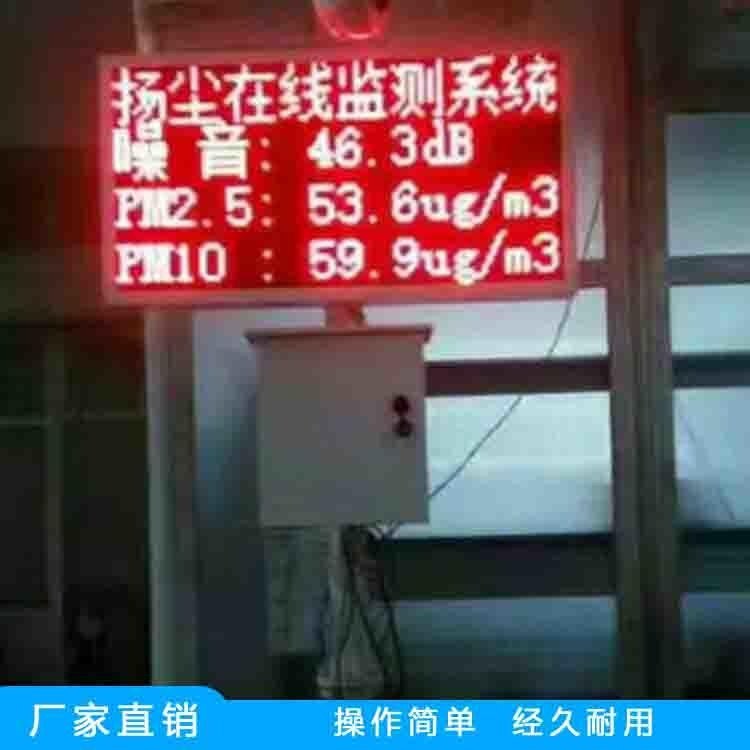 扬尘在线监测系统
噪 音: 46.3dB
PM2.5: 53.6ug/m3
PM10 : 59.9ug/m3
厂家直销 操作简单 经久耐用